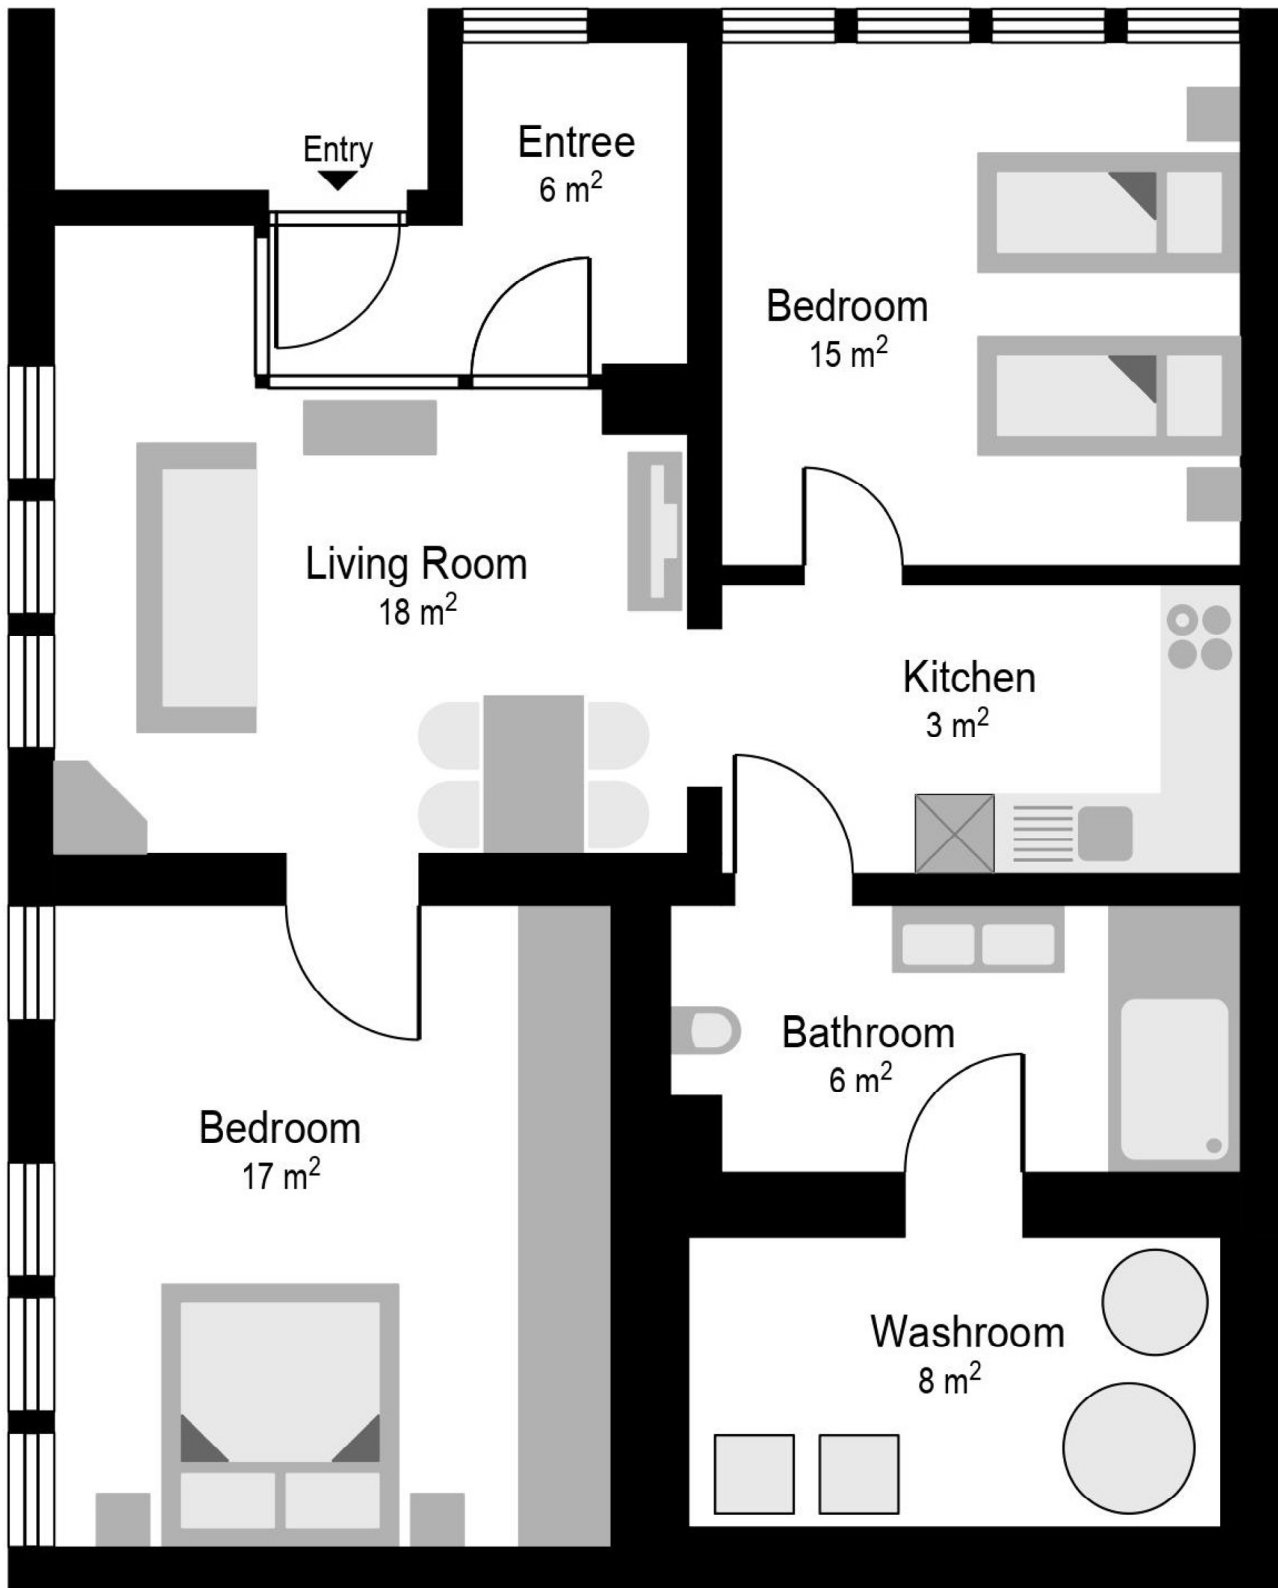 Entry
Entree
6 m²
Bedroom
15 m²
Living Room
18 m²
Kitchen
3 m²
Bathroom
6 m²
Bedroom
17 m²
Washroom
8 m²